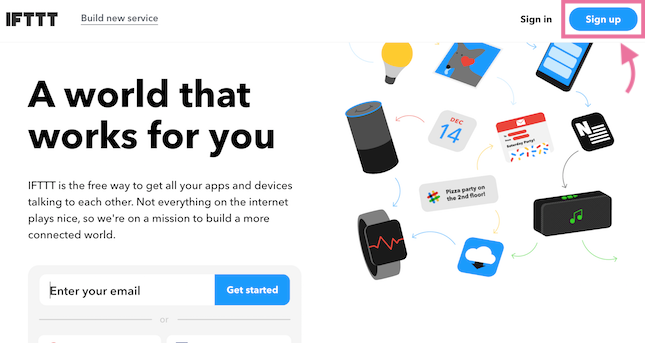 IFTTT
Build new service
Sign in
Sign up
A world that
works for you
IFTTT is the free way to get all your apps and devices
talking to each other. Not everything on the internet
plays nice, so we're on a mission to build a more
connected world.
Enter your email
Get started
or
DEC
14
Saturday Party!
N
Pizza party on
the 2nd floor!